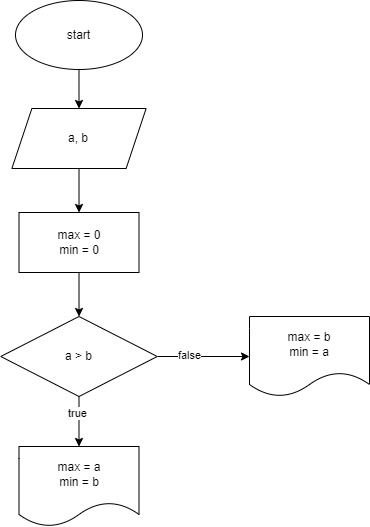 start
a, b
max = 0
min = 0
a > b
false
max = b
min = a
true
max = a
min = b